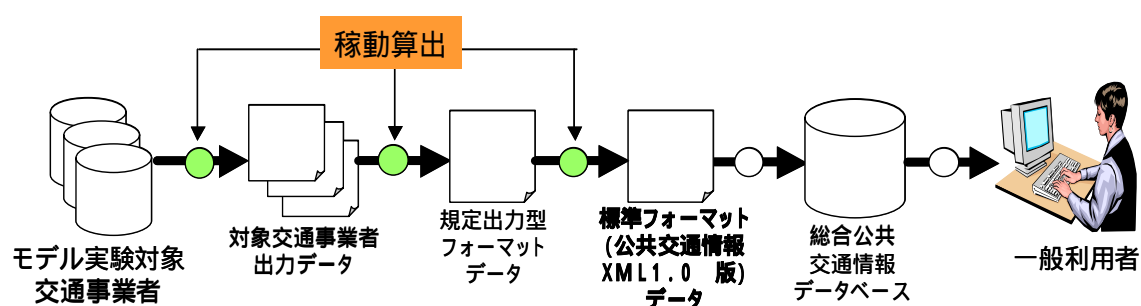 稼動算出
モデル実験対象
交通事業者
対象交通事業者
出力データ
規定出力型
フォーマット
データ
標準フォーマット
(公共交通情報
XML1.0 版)
データ
総合公共
交通情報
データベース
一般利用者